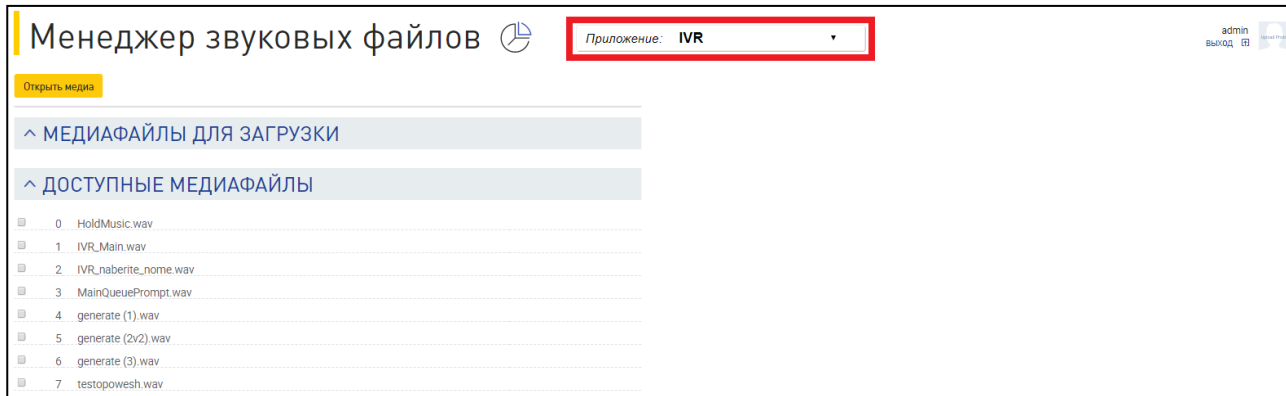 Менеджер звуковых файлов
Приложение: IVR
admin
выход
Открыть медиа
МЕДИАФАЙЛЫ ДЛЯ ЗАГРУЗКИ
ДОСТУПНЫЕ МЕДИАФАЙЛЫ
0 HoldMusic.wav
1 IVR_Main.wav
2 IVR_naberite_nome.wav
3 MainQueuePrompt.wav
4 generate (1).wav
5 generate (2v2).wav
6 generate (3).wav
7 testopowesh.wav